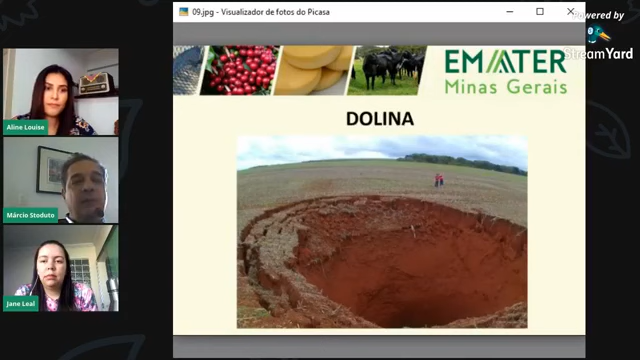 09.jpg - Visualizador de fotos do Picasa
Powered by
StreamYard
EMATER
Minas Gerais
DOLINA
Aline Louise
Márcio Stoduto
Jane Leal